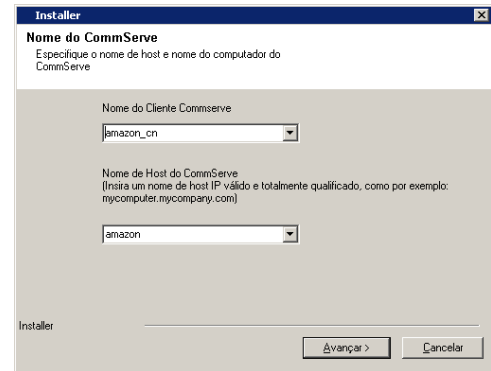 Installer
Nome do CommServe
Especifique o nome de host e nome do computador do
CommServe
Nome do Cliente Commserve
amazon_cn
Nome de Host do CommServe
(Insira um nome de host IP válido e totalmente qualificado, como por exemplo:
mycomputer.mycompany.com)
amazon
Installer
Avançar >
Cancelar